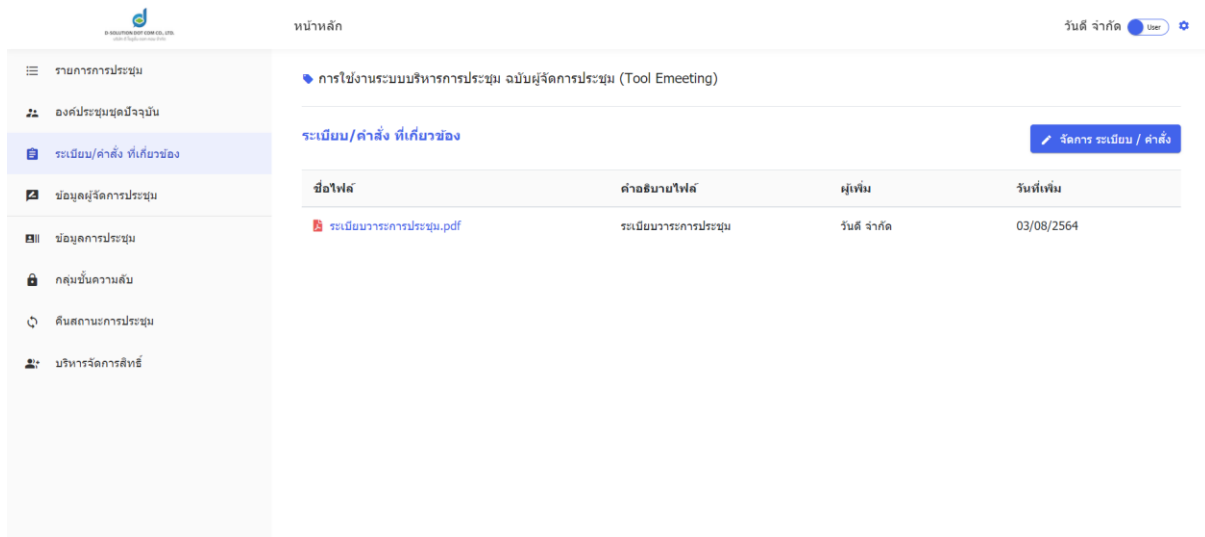 D-SOLUTION DOT COM CO.,LTD.
หน้าหลัก
วันดี จำกัด User
รายการการประชุม
องค์ประชุมชุดปัจจุบัน
ระเบียบ/คำสั่ง ที่เกี่ยวข้อง
ข้อมูลผู้จัดการประชุม
ข้อมูลการประชุม
กลุ่มชั้นความลับ
คืนสถานะการประชุม
บริหารจัดการสิทธิ์
การใช้งานระบบบริหารการประชุม ฉบับผู้จัดการประชุม (Tool Emeeting)
ระเบียบ/คำสั่ง ที่เกี่ยวข้อง
จัดการ ระเบียบ / คำสั่ง
ชื่อไฟล์ คำอธิบายไฟล์ ผู้เพิ่ม วันที่เพิ่ม
ระเบียบวาระการประชุม.pdf ระเบียบวาระการประชุม วันดี จำกัด 03/08/2564